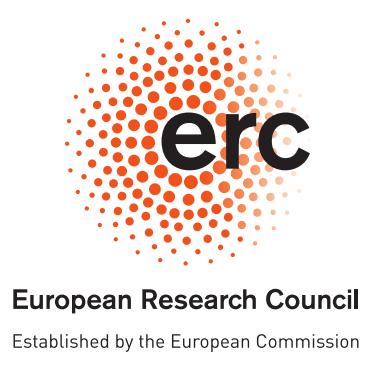 erc
European Research Council
Established by the European Commission